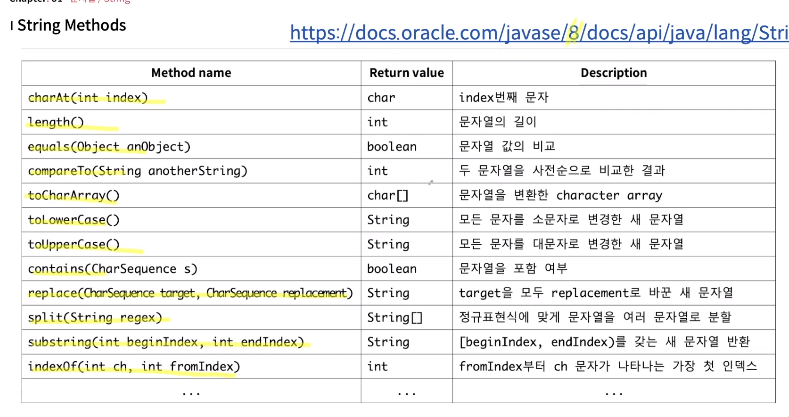 Chapter. 01 문자열 / String
| String Methods
https://docs.oracle.com/javase/8/docs/api/java/lang/Stri
Method name Return value Description
charAt(int index) char index번째 문자
length() int 문자열의 길이
equals(Object anObject) boolean 문자열 값의 비교
compareTo(String anotherString) int 두 문자열을 사전순으로 비교한 결과
toCharArray() char[] 문자열을 변환한 character array
toLowerCase() String 모든 문자를 소문자로 변경한 새 문자열
toUpperCase() String 모든 문자를 대문자로 변경한 새 문자열
contains(CharSequence s) boolean 문자열을 포함 여부
replace(CharSequence target, CharSequence replacement) String target을 모두 replacement로 바꾼 새 문자열
split(String regex) String[] 정규표현식에 맞게 문자열을 여러 문자열로 분할
substring(int beginIndex, int endIndex) String [beginIndex, endIndex)를 갖는 새 문자열 반환
indexOf(int ch, int fromIndex) int fromIndex부터 ch 문자가 나타나는 가장 첫 인덱스
... ... ...